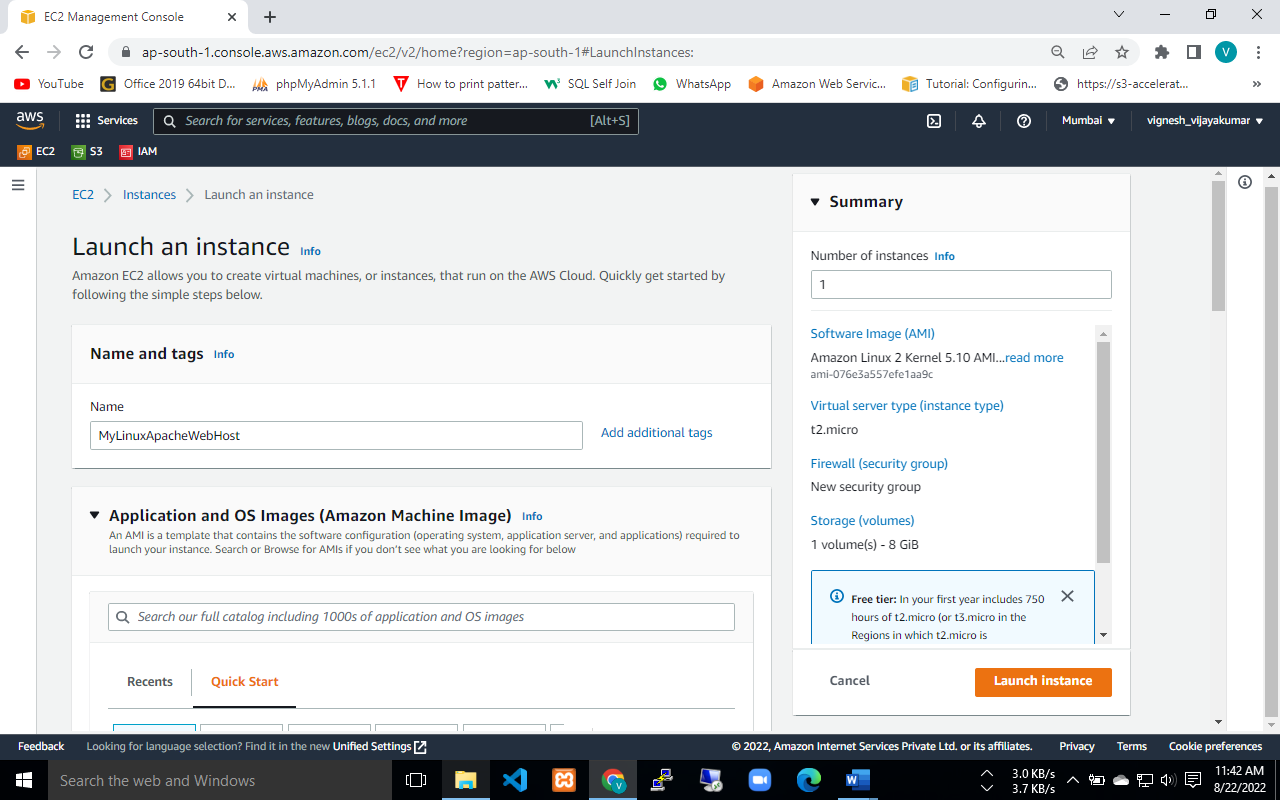 EC2 Management Console
ap-south-1.console.aws.amazon.com/ec2/v2/home?region=ap-south-1#LaunchInstances:
V
YouTube
Office 2019 64bit D...
phpMyAdmin 5.1.1
How to print patter...
SQL Self Join
WhatsApp
Amazon Web Servic...
Tutorial: Configurin...
https://s3-accelerat...
»
aws
Services
Search for services, features, blogs, docs, and more
[Alt+S]
Mumbai
vignesh_vijayakumar
EC2
S3
IAM
EC2
Instances
Launch an instance
Launch an instance Info
Amazon EC2 allows you to create virtual machines, or instances, that run on the AWS Cloud. Quickly get started by
following the simple steps below.
Name and tags Info
Name
MyLinuxApacheWebHost
Add additional tags
Application and OS Images (Amazon Machine Image) Info
An AMI is a template that contains the software configuration (operating system, application server, and applications) required to
launch your instance. Search or Browse for AMIs if you don't see what you are looking for below
Search our full catalog including 1000s of application and OS images
Recents
Quick Start
Summary
Number of instances Info
1
Software Image (AMI)
Amazon Linux 2 Kernel 5.10 AMI...read more
ami-076e3a557efe1aa9c
Virtual server type (instance type)
t2.micro
Firewall (security group)
New security group
Storage (volumes)
1 volume(s) - 8 GiB
Free tier: In your first year includes 750
hours of t2.micro (or t3.micro in the
Regions in which t2.micro is
Cancel
Launch instance
Feedback
Looking for language selection? Find it in the new Unified Settings
© 2022, Amazon Internet Services Private Ltd. or its affiliates.
Privacy
Terms
Cookie preferences
Search the web and Windows
3.0 KB/s
3.7 KB/s
11:42 AM
8/22/2022